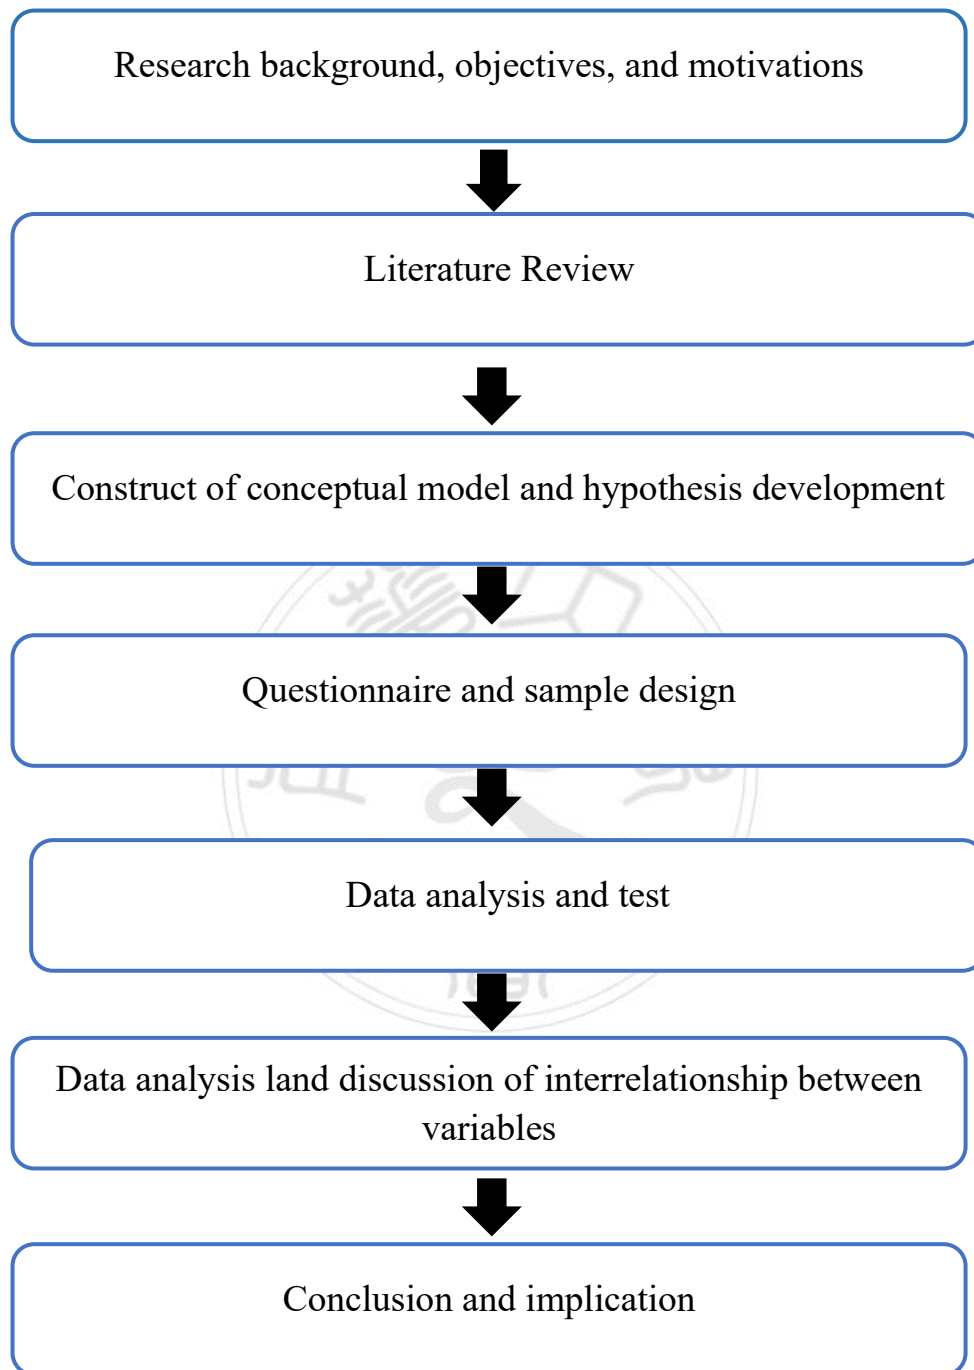 Research background, objectives, and motivations
Literature Review
Construct of conceptual model and hypothesis development
Questionnaire and sample design
Data analysis and test
Data analysis land discussion of interrelationship between
variables
Conclusion and implication